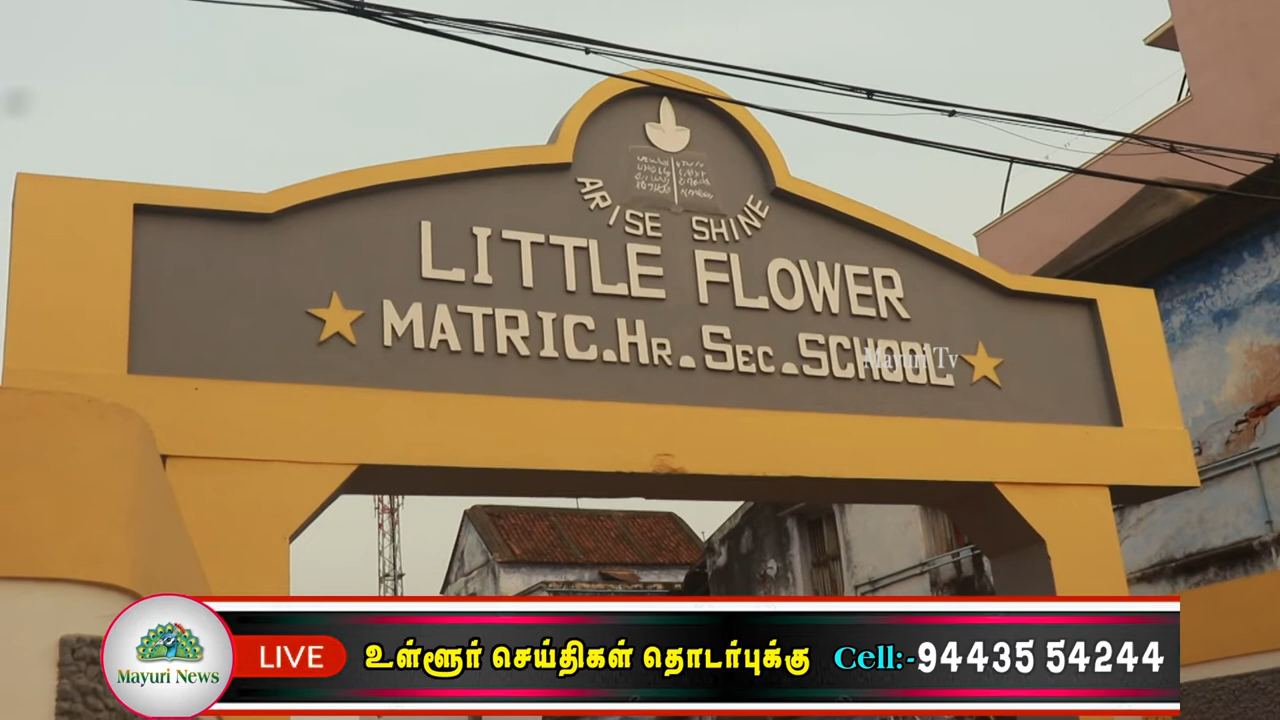 ARISE SHINE
LITTLE FLOWER
MATRIC.HR.SEC.SCHOOL
Mayuri Tv
Mayuri News
LIVE
உள்ளூர் செய்திகள் தொடர்புக்கு Cell:-94435 54244